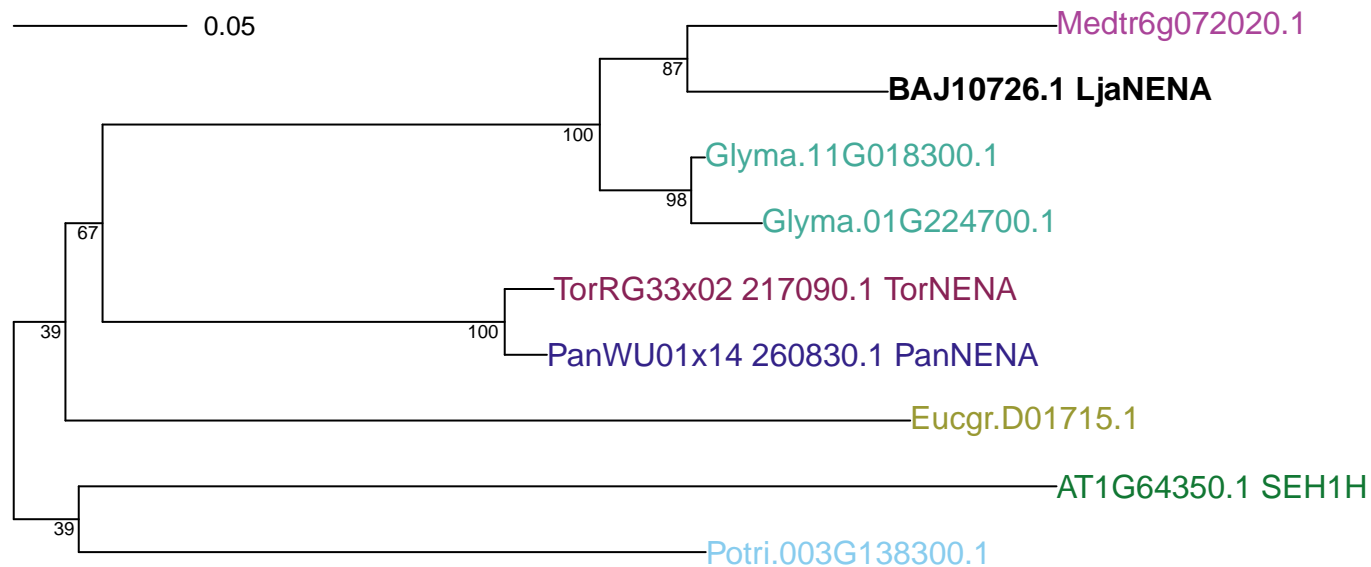 0.05
Medtr6g072020.1
87
BAJ10726.1 LjaNENA
100
Glyma.11G018300.1
98
Glyma.01G224700.1
67
TorRG33x02 217090.1 TorNENA
39
100
PanWU01x14 260830.1 PanNENA
Eucgr.D01715.1
AT1G64350.1 SEH1H
39
Potri.003G138300.1